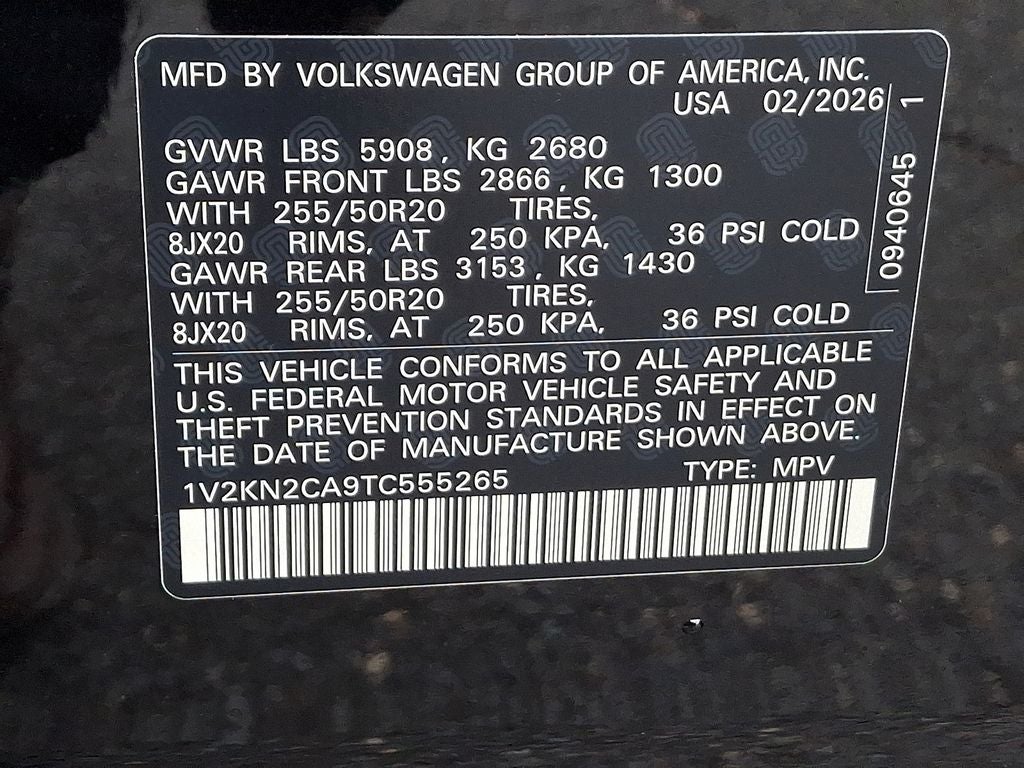 MFD BY VOLKSWAGEN GROUP OF AMERICA, INC.
USA 02/2026
GVWR LBS 5908, KG 2680
GAWR FRONT LBS 2866, KG 1300
WITH 255/50R20 TIRES,
8JX20 RIMS, AT 250 KPA, 36 PSI COLD
GAWR REAR LBS 3153, KG 1430
WITH 255/50R20 TIRES,
8JX20 RIMS, AT 250 KPA, 36 PSI COLD
0940645 1
THIS VEHICLE CONFORMS TO ALL APPLICABLE
U.S. FEDERAL MOTOR VEHICLE SAFETY AND
THEFT PREVENTION STANDARDS IN EFFECT ON
THE DATE OF MANUFACTURE SHOWN ABOVE.
1V2KN2CA9TC555265 TYPE: MPV